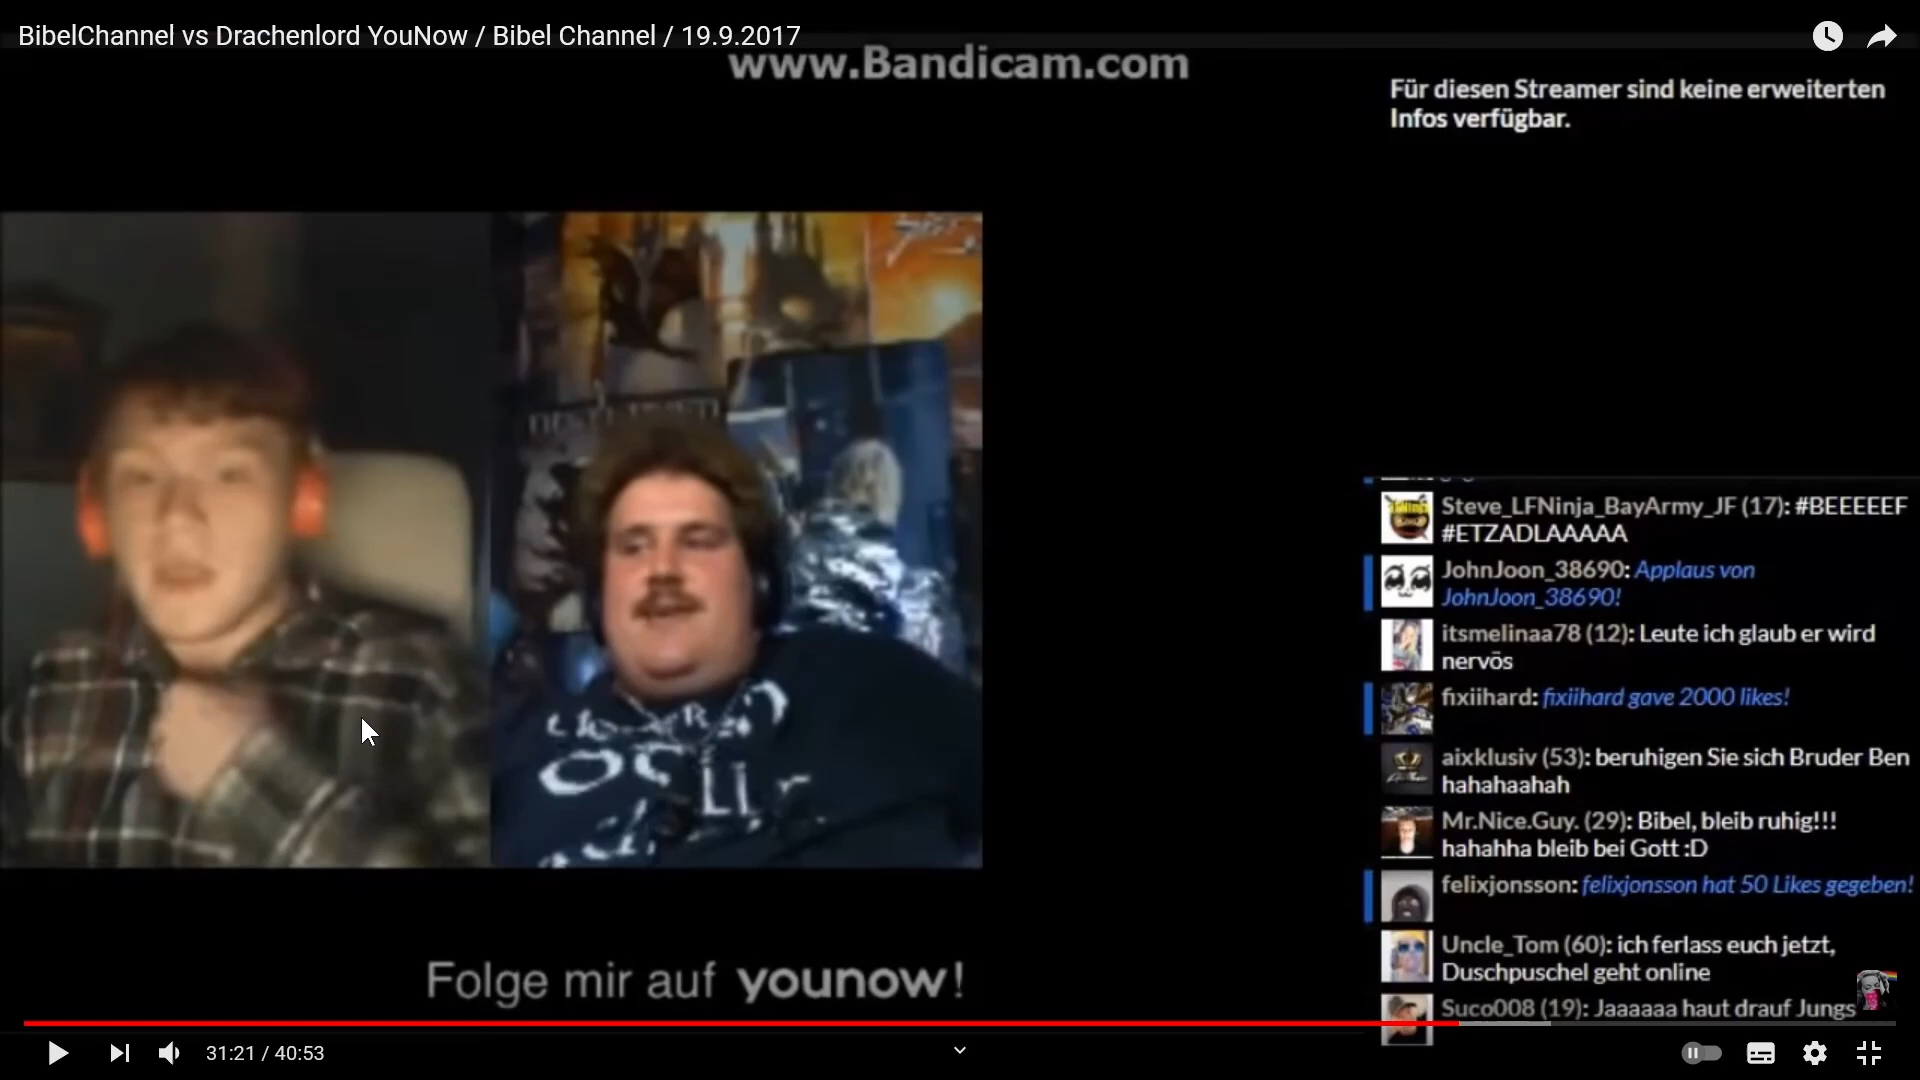 BibelChannel vs Drachenlord YouNow / Bibel Channel / 19.9.2017
www.Bandicam.com
Für diesen Streamer sind keine erweiterten
Infos verfügbar.
Steve_LFNinja_BayArmy_JF (17): #BEEEEEF
#ETZADLAAAAA
JohnJoon_38690: Applaus von
JohnJoon_38690!
itsmelinaa78 (12): Leute ich glaub er wird
nervös
fixiihard: fixiihard gave 2000 likes!
aixklusiv (53): beruhigen Sie sich Bruder Ben
hahahaahah
Mr.Nice.Guy. (29): Bibel, bleib ruhig!!!
hahahha bleib bei Gott :D
felixjonsson: felixjonsson hat 50 Likes gegeben!
Uncle_Tom (60): ich ferlass euch jetzt,
Duschpuschel geht online
Suco008 (19): Jaaaaaa haut drauf Jungs
Folge mir auf younow!
31:21 / 40:53